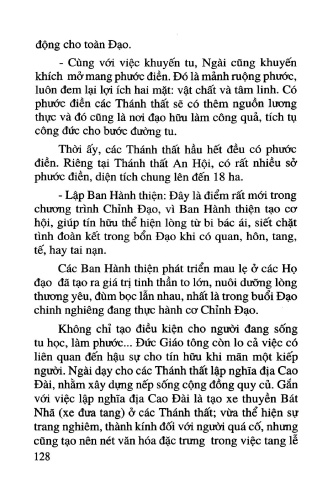 động cho toàn Đạo.
- Cùng với việc khuyến tu, Ngài cũng khuyến
khích mở mang phước điền. Đó là mảnh ruộng phước,
luôn đem lại lợi ích hai mặt: vật chất và tâm linh. Có
phước điền các Thánh thất sẽ có thêm nguồn lương
thực và đó cũng là nơi đạo hữu làm công quả, tích tụ
công đức cho bước đường tu.
Thời ấy, các Thánh thất hầu hết đều có phước
điền. Riêng tại Thánh thất An Hội, có rất nhiều sở
phước điền, diện tích chung lên đến 18 ha.
- Lập Ban Hành thiện: Đây là điểm rất mới trong
chương trình Chỉnh Đạo, vì Ban Hành thiện tạo cơ
hội, giúp tín hữu thể hiện lòng từ bi bác ái, siết chặt
tình đoàn kết trong bổn Đạo khi có quan, hôn, tang,
tế, hay tai nạn.
Các Ban Hành thiện phát triển mau lẹ ở các Họ
đạo đã tạo ra giá trị tinh thần to lớn, nuôi dưỡng lòng
thương yêu, đùm bọc lẫn nhau, nhất là trong buổi Đạo
chinh nghiêng đang thực hành cơ Chỉnh Đạo.
Không chỉ tạo điều kiện cho người đang sống
tu học, làm phước... Đức Giáo tông còn lo cả việc có
liên quan đến hậu sự cho tín hữu khi mãn một kiếp
người. Ngài dạy cho các Thánh thất lập nghĩa địa Cao
Đài, nhằm xây dựng nếp sống cộng đồng quy củ. Gắn
với việc lập nghĩa địa Cao Đài là tạo xe thuyền Bát
Nhã (xe đưa tang) ở các Thánh thất; vừa thể hiện sự
trang nghiêm, thành kính đối với người quá cố, nhưng
cũng tạo nên nét văn hóa đặc trưng trong việc tang lễ
128